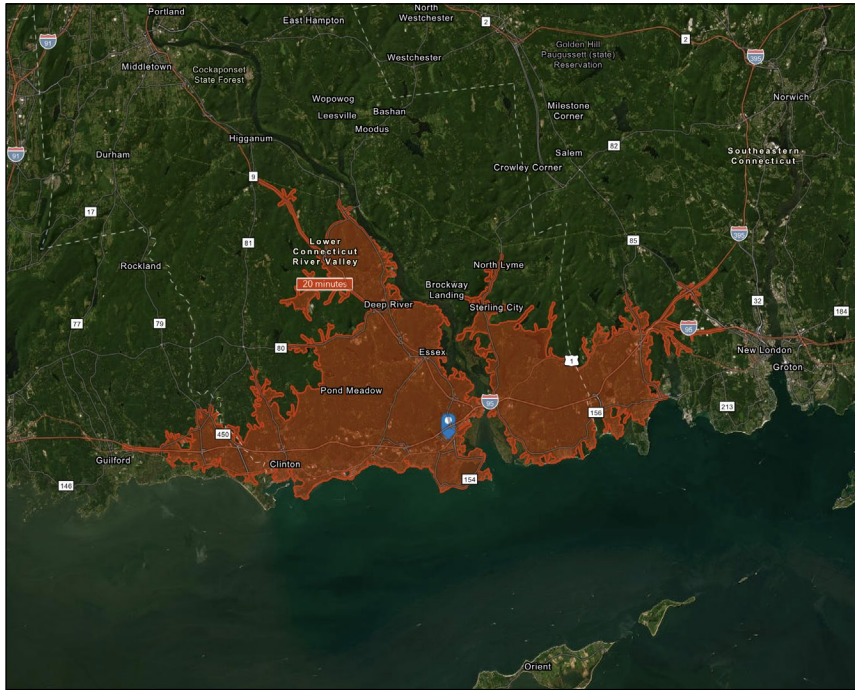 Portland
East Hampton
North
Westchester
2
2
91
Golden Hill
Paugussett (state)
Reservation
395
Westchester
Middletown
Cockaponset
State Forest
Norwich
Wopowog
Leesville
Bashan
Moodus
Milestone
Corner
Higganum
82
Southeastern
Connecticut
91
Durham
Salem
Crowley Corner
9
17
395
81
85
Lower
Connecticut
River Valley
Rockland
North Lyme
20 minutes
Brockway
Landing
Deep River
Sterling City
32
184
77
79
95
80
Essex
1
New London
Groton
Pond Meadow
95
213
156
1
450
Guilford
Clinton
154
146
Orient